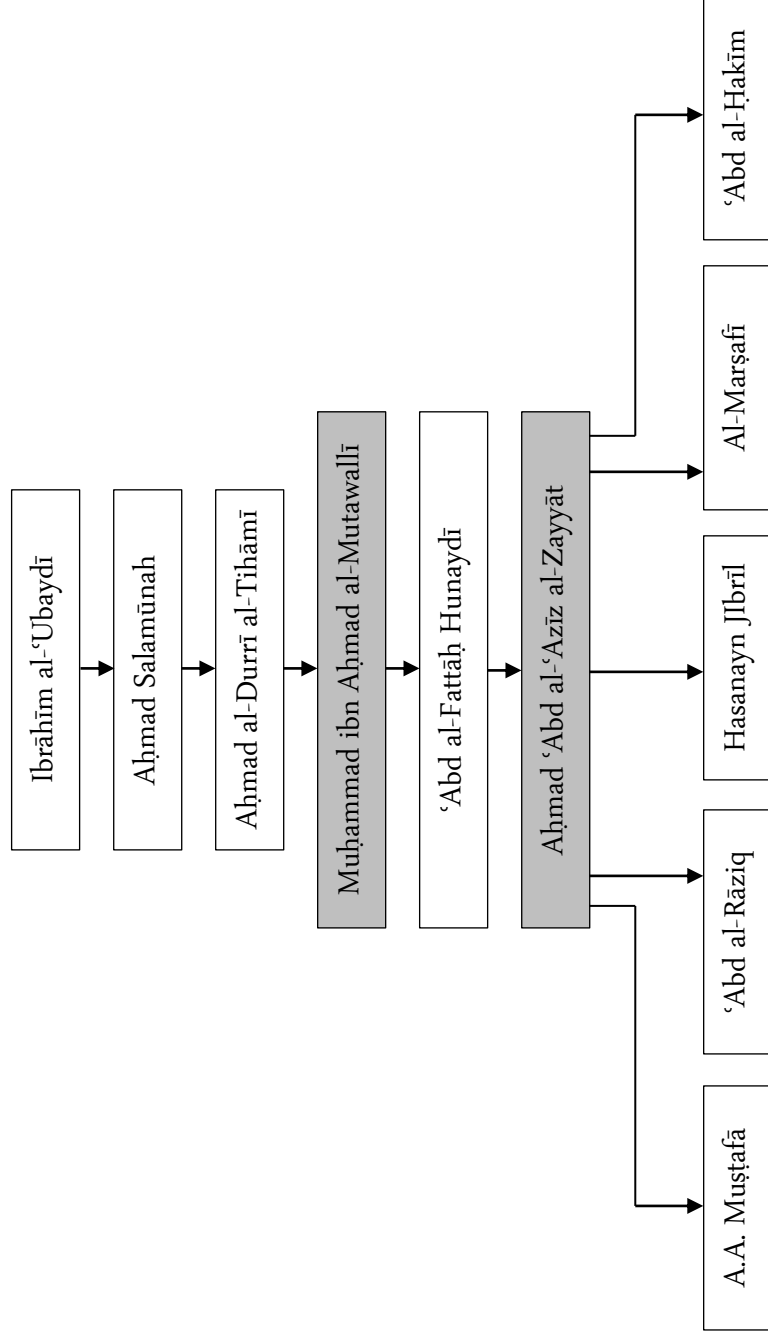 Ibrāhīm al-ʿUbaydī
Aḥmad Salamūnah
Aḥmad al-Durrī al-Tihāmī
Muḥammad ibn Aḥmad al-Mutawallī
ʿAbd al-Fattāḥ Hunaydī
Aḥmad ʿAbd al-ʿAzīz al-Zayyāt
A.A. Muṣṭafā
ʿAbd al-Rāziq
Hasanayn JIbrīl
Al-Marṣafī
ʿAbd al-Ḥakīm